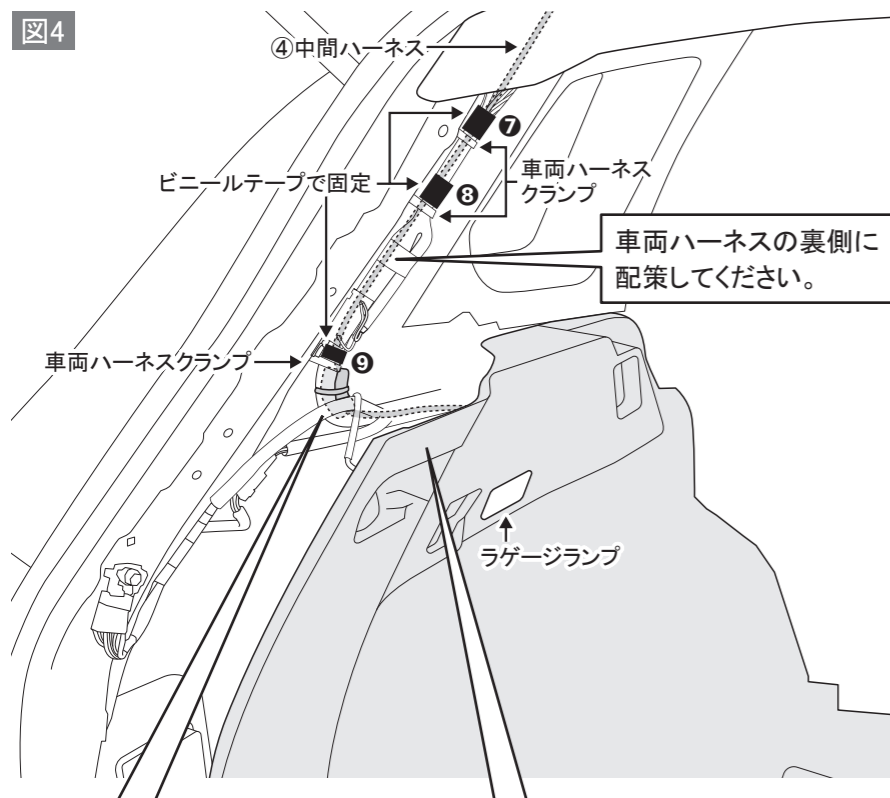 図4
④中間ハーネス
❼
ビニールテープで固定
❽
車両ハーネス
クランプ
車両ハーネスの裏側に
配策してください。
車両ハーネスクランプ
❾
ラゲージランプ